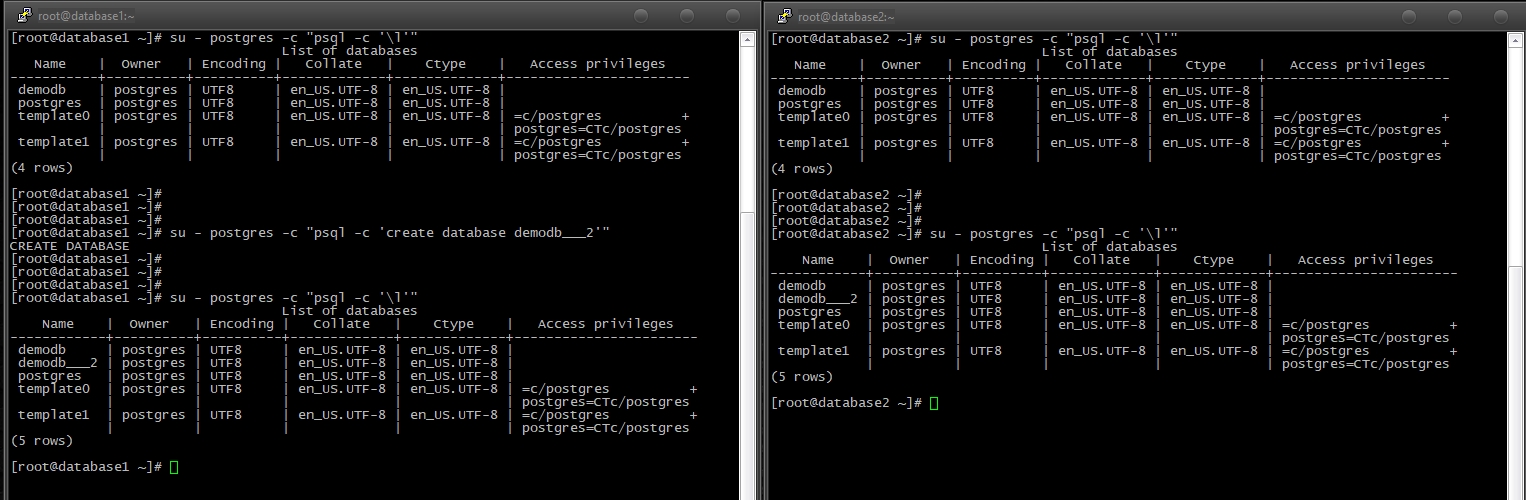 root@database1:~
[root@database1 ~]# su - postgres -c "psql -c '\l'"
List of databases
Name | Owner | Encoding | Collate | Ctype | Access privileges
-----------+----------+----------+-------------+-------------+-----------------------
demodb | postgres | UTF8 | en_US.UTF-8 | en_US.UTF-8 |
postgres | postgres | UTF8 | en_US.UTF-8 | en_US.UTF-8 |
template0 | postgres | UTF8 | en_US.UTF-8 | en_US.UTF-8 | =c/postgres +
| | | | | postgres=CTc/postgres
template1 | postgres | UTF8 | en_US.UTF-8 | en_US.UTF-8 | =c/postgres +
| | | | | postgres=CTc/postgres
(4 rows)
[root@database1 ~]#
[root@database1 ~]#
[root@database1 ~]#
[root@database1 ~]# su - postgres -c "psql -c 'create database demodb___2'"
CREATE DATABASE
[root@database1 ~]#
[root@database1 ~]#
[root@database1 ~]#
[root@database1 ~]# su - postgres -c "psql -c '\l'"
List of databases
Name | Owner | Encoding | Collate | Ctype | Access privileges
------------+----------+----------+-------------+-------------+-----------------------
demodb | postgres | UTF8 | en_US.UTF-8 | en_US.UTF-8 |
demodb___2 | postgres | UTF8 | en_US.UTF-8 | en_US.UTF-8 |
postgres | postgres | UTF8 | en_US.UTF-8 | en_US.UTF-8 |
template0 | postgres | UTF8 | en_US.UTF-8 | en_US.UTF-8 | =c/postgres +
| | | | | postgres=CTc/postgres
template1 | postgres | UTF8 | en_US.UTF-8 | en_US.UTF-8 | =c/postgres +
| | | | | postgres=CTc/postgres
(5 rows)
[root@database1 ~]#
root@database2:~
[root@database2 ~]# su - postgres -c "psql -c '\l'"
List of databases
Name | Owner | Encoding | Collate | Ctype | Access privileges
-----------+----------+----------+-------------+-------------+-----------------------
demodb | postgres | UTF8 | en_US.UTF-8 | en_US.UTF-8 |
postgres | postgres | UTF8 | en_US.UTF-8 | en_US.UTF-8 |
template0 | postgres | UTF8 | en_US.UTF-8 | en_US.UTF-8 | =c/postgres +
| | | | | postgres=CTc/postgres
template1 | postgres | UTF8 | en_US.UTF-8 | en_US.UTF-8 | =c/postgres +
| | | | | postgres=CTc/postgres
(4 rows)
[root@database2 ~]#
[root@database2 ~]#
[root@database2 ~]#
[root@database2 ~]# su - postgres -c "psql -c '\l'"
List of databases
Name | Owner | Encoding | Collate | Ctype | Access privileges
------------+----------+----------+-------------+-------------+-----------------------
demodb | postgres | UTF8 | en_US.UTF-8 | en_US.UTF-8 |
demodb___2 | postgres | UTF8 | en_US.UTF-8 | en_US.UTF-8 |
postgres | postgres | UTF8 | en_US.UTF-8 | en_US.UTF-8 |
template0 | postgres | UTF8 | en_US.UTF-8 | en_US.UTF-8 | =c/postgres +
| | | | | postgres=CTc/postgres
template1 | postgres | UTF8 | en_US.UTF-8 | en_US.UTF-8 | =c/postgres +
| | | | | postgres=CTc/postgres
(5 rows)
[root@database2 ~]#